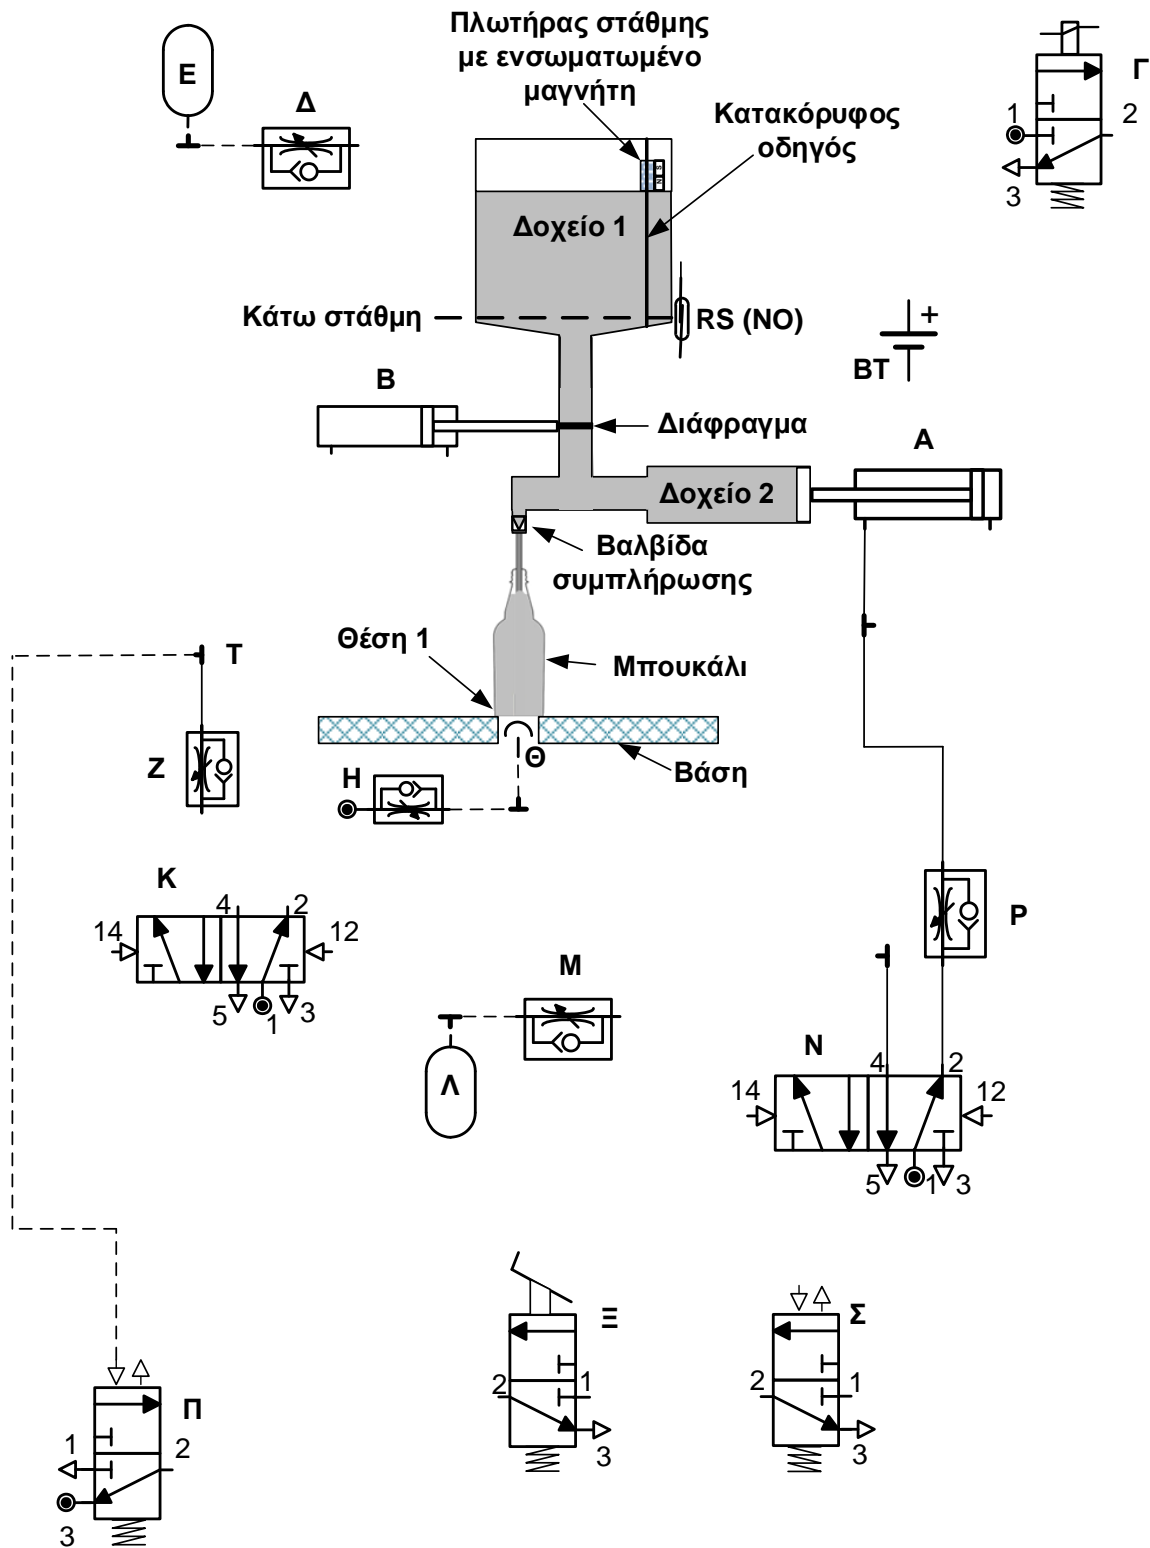 Πλωτήρας στάθμης
με ενσωματωμένο
μαγνήτη
Ε
Δ
Κατακόρυφος
οδηγός
Γ
1
2
3
S
N
Δοχείο 1
Κάτω στάθμη
RS (NO)
+
BT
Β
Διάφραγμα
Α
Δοχείο 2
Βαλβίδα
συμπλήρωσης
Θέση 1
Μπουκάλι
Τ
Ζ
Η
Θ
Βάση
Κ
4
2
14
12
5
1
3
Ρ
Μ
Λ
Ν
4
2
14
12
5
1
3
Ξ
2
1
3
Σ
2
1
3
Π
1
2
3